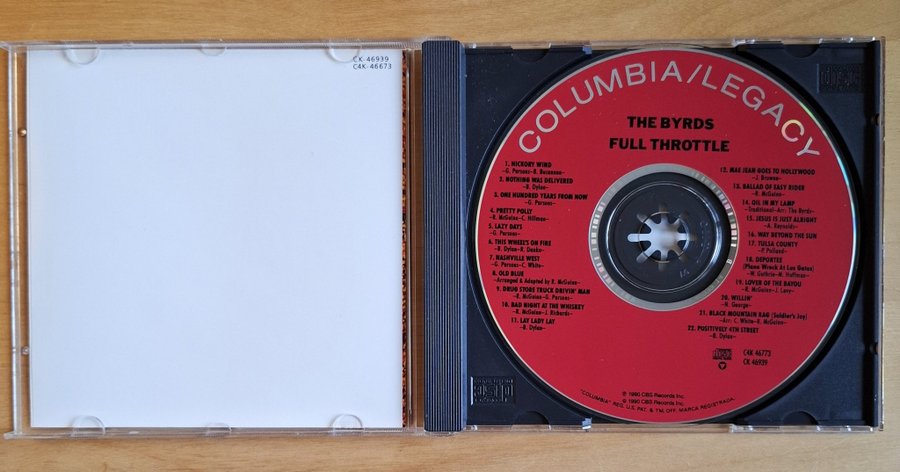 CK-46939
C4K-46673
COLUMBIA/LEGACY
THE BYRDS
FULL THROTTLE
1. HICKORY WIND
-G. Parsons-B. Buchanan-
2. NOTHING WAS DELIVERED
-B. Dylan-
3. ONE HUNDRED YEARS FROM NOW
-G. Parsons-
4. PRETTY POLLY
-R. McGuinn-C. Hillman-
5. LAZY DAYS
-G. Parsons-
6. THIS WHEEL'S ON FIRE
-B. Dylan-R. Danko-
7. NASHVILLE WEST
-G. Parsons-C. White-
8. OLD BLUE
-Arranged & Adapted by R. McGuinn-
9. DRUG STORE TRUCK DRIVIN' MAN
-R. McGuinn-G. Parsons-
10. BAD NIGHT AT THE WHISKEY
-R. McGuinn-J. Richards-
11. LAY LADY LAY
-B. Dylan-
12. MAE JEAN GOES TO HOLLYWOOD
-J. Browne-
13. BALLAD OF EASY RIDER
-R. McGuinn-
14. OIL IN MY LAMP
-Traditional-Arr: The Byrds-
15. JESUS IS JUST ALRIGHT
-A. Reynolds-
16. WAY BEYOND THE SUN
17. TULSA COUNTY
-P. Polland-
18. DEPORTEE
(Plane Wreck At Los Gatos)
-W. Guthrie-M. Hoffman-
19. LOVER OF THE BAYOU
-R. McGuinn-J. Levy-
20. WILLIN'
-H. George-
21. BLACK MOUNTAIN RAG (Soldier's Joy)
-Arr: C. White-R. McGuinn-
22. POSITIVELY 4TH STREET
-B. Dylan-
C4K 46773
CK 46939
℗ 1990 CBS Records Inc.
© 1990 CBS Records Inc.
"COLUMBIA" REG. U.S. PAT. & TM. OFF. MARCA REGISTRADA.